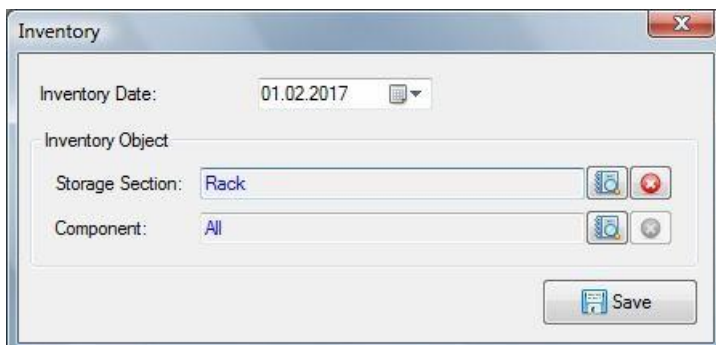 Inventory
Inventory Date: 01.02.2017
Inventory Object
Storage Section: Rack
Component: All
Save